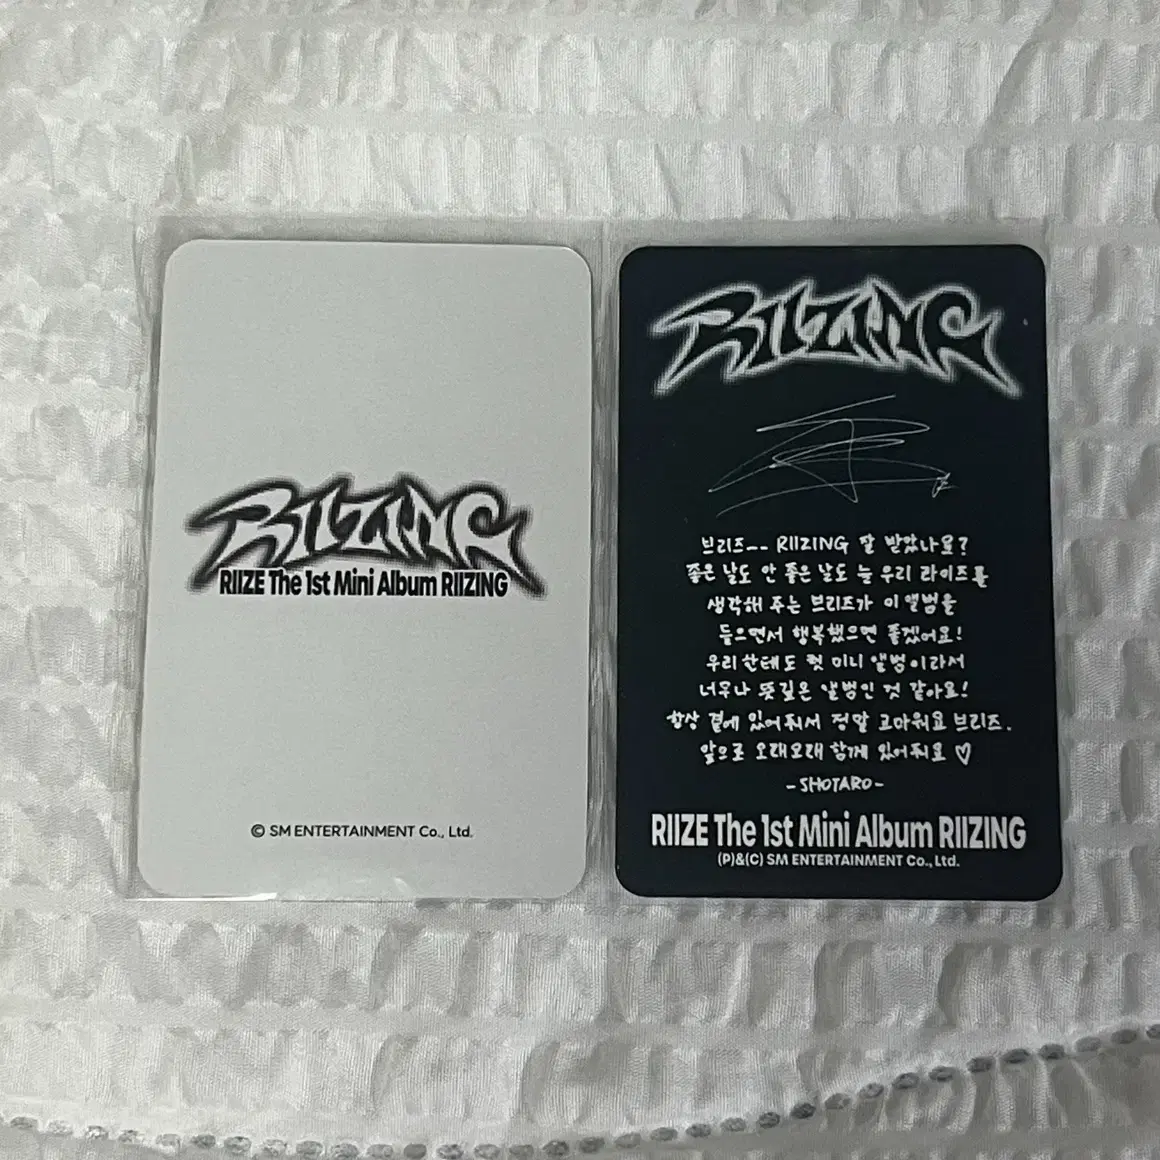 RIIZING
RIIZE The 1st Mini Album RIIZING
© SM ENTERTAINMENT Co., Ltd.
RIIZING
브리즈-- RIIZING 잘 받았나요?
좋은 날도 안 좋은 날도 늘 우리 라이즈를
생각해 주는 브리즈가 이 앨범을
들으면서 행복했으면 좋겠어요!
우리한테도 첫 미니 앨범이라서
너무나 뜻깊은 앨범인 것 같아요!
항상 곁에 있어줘서 정말 고마워요 브리즈.
앞으로 오래오래 함께 있어줘요 ♡
-SHOTARO-
RIIZE The 1st Mini Album RIIZING
(P)&(C) SM ENTERTAINMENT Co., Ltd.